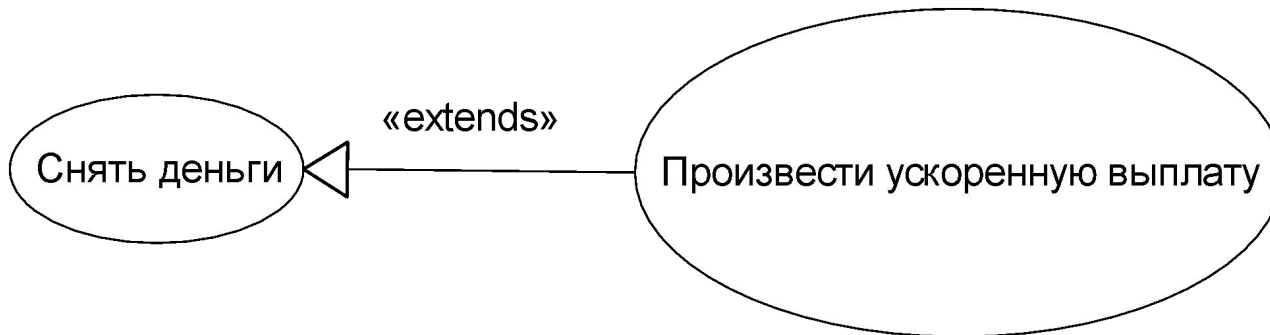 «extends»
Снять деньги
Произвести ускоренную выплату